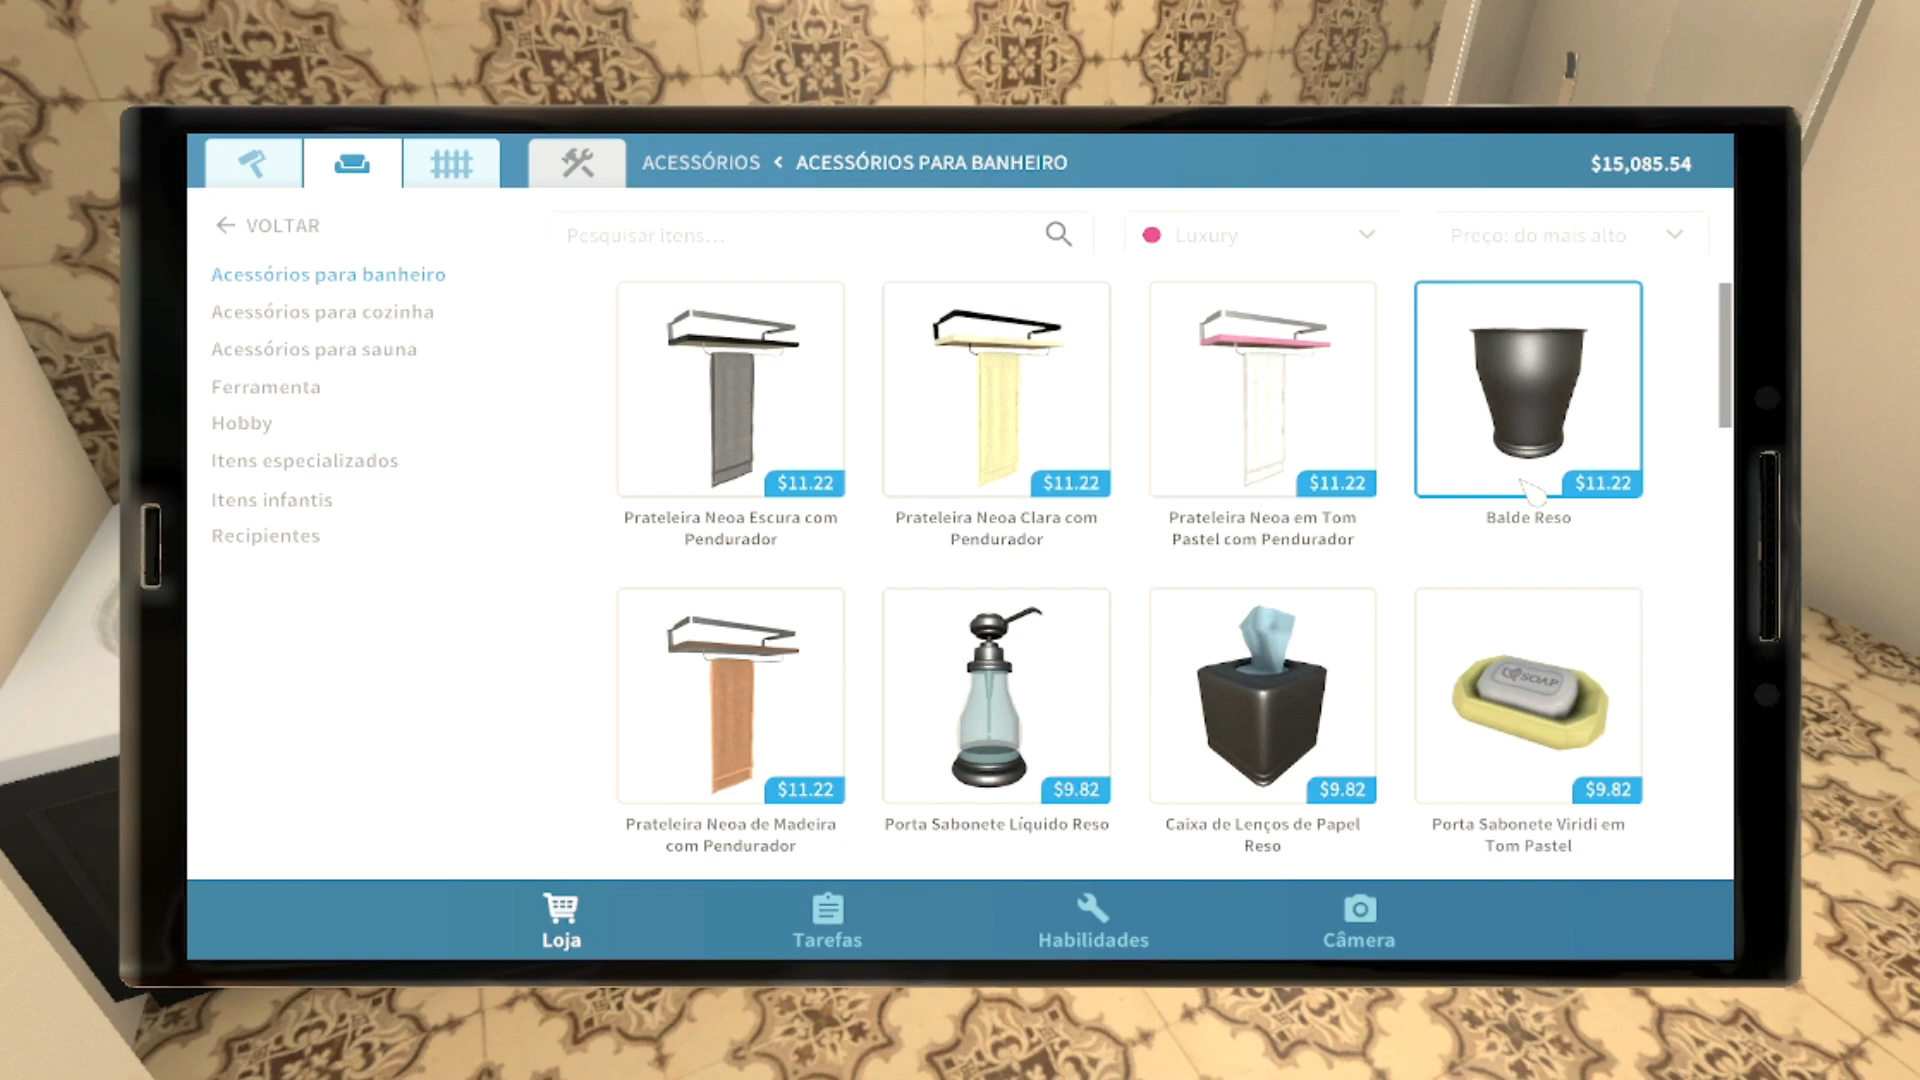 ACESSÓRIOS < ACESSÓRIOS PARA BANHEIRO
$15,085.54
VOLTAR
Pesquisar itens...
Luxury
Preço: do mais alto
Acessórios para banheiro
Acessórios para cozinha
Acessórios para sauna
Ferramenta
Hobby
Itens especializados
Itens infantis
Recipientes
$11.22
$11.22
$11.22
$11.22
Prateleira Neoa Escura com
Pendurador
Prateleira Neoa Clara com
Pendurador
Prateleira Neoa em Tom
Pastel com Pendurador
Balde Reso
SOAP
$11.22
$9.82
$9.82
$9.82
Prateleira Neoa de Madeira
com Pendurador
Porta Sabonete Líquido Reso
Caixa de Lenços de Papel
Reso
Porta Sabonete Viridi em
Tom Pastel
Loja
Tarefas
Habilidades
Câmera